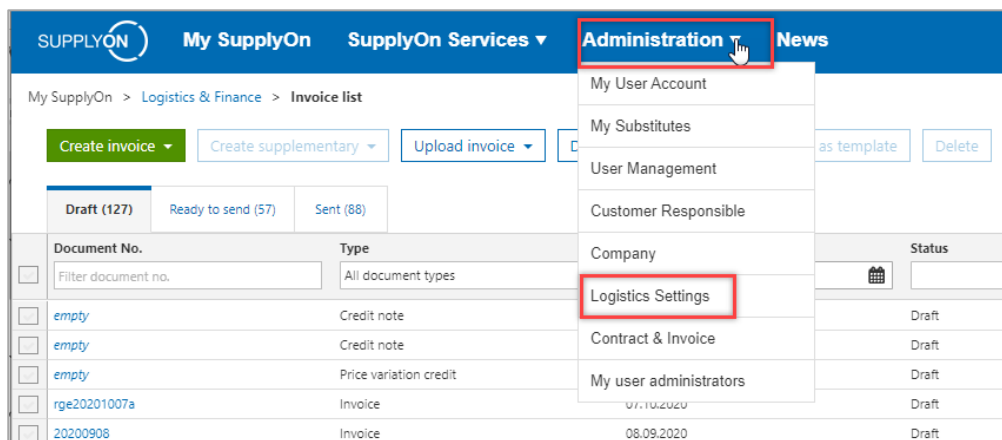 SUPPLYON My SupplyOn SupplyOn Services ▼ Administration ▼ News
My SupplyOn > Logistics & Finance > Invoice list
My User Account
My Substitutes
User Management
Customer Responsible
Company
Logistics Settings
Contract & Invoice
My user administrators
Create invoice Create supplementary Upload invoice D as template Delete
Draft (127) Ready to send (57) Sent (88)
Document No. Type Status
Filter document no. All document types
empty Credit note Draft
empty Credit note Draft
empty Price variation credit Draft
rge20201007a Invoice 07.10.2020 Draft
20200908 Invoice 08.09.2020 Draft